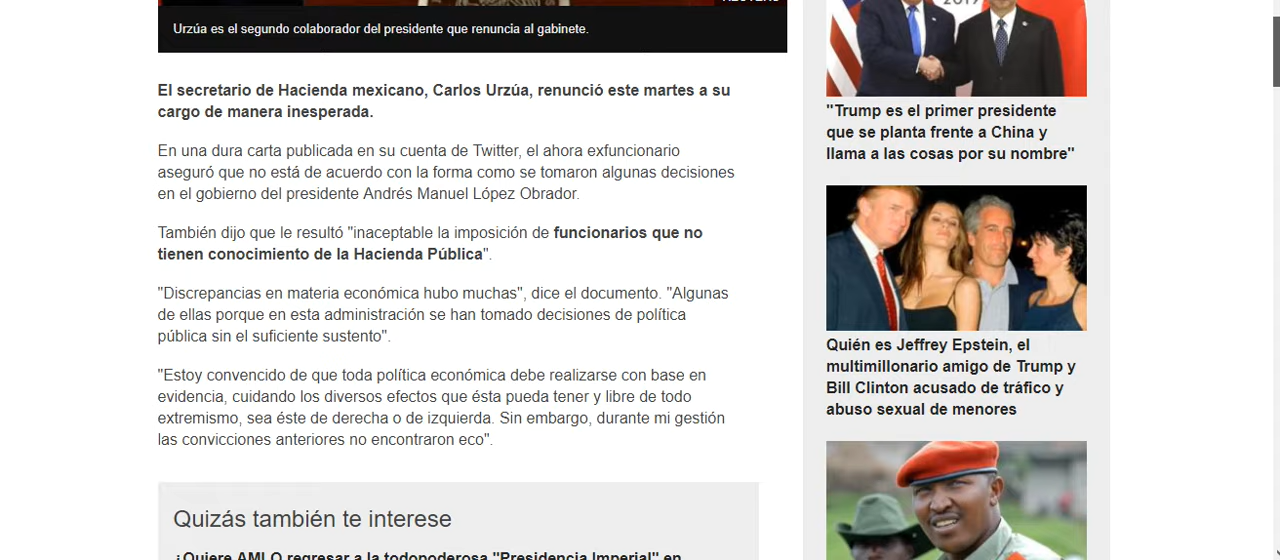 Urzúa es el segundo colaborador del presidente que renuncia al gabinete.
El secretario de Hacienda mexicano, Carlos Urzúa, renunció este martes a su
cargo de manera inesperada.
En una dura carta publicada en su cuenta de Twitter, el ahora exfuncionario
aseguró que no está de acuerdo con la forma como se tomaron algunas decisiones
en el gobierno del presidente Andrés Manuel López Obrador.
También dijo que le resultó "inaceptable la imposición de funcionarios que no
tienen conocimiento de la Hacienda Pública".
"Discrepancias en materia económica hubo muchas", dice el documento. "Algunas
de ellas porque en esta administración se han tomado decisiones de política
pública sin el suficiente sustento".
"Estoy convencido de que toda política económica debe realizarse con base en
evidencia, cuidando los diversos efectos que ésta pueda tener y libre de todo
extremismo, sea éste de derecha o de izquierda. Sin embargo, durante mi gestión
las convicciones anteriores no encontraron eco".
Quizás también te interese
¿Quiere AMLO regresar a la todopoderosa "Presidencia Imperial" en
2019
"Trump es el primer presidente
que se planta frente a China y
llama a las cosas por su nombre"
Quién es Jeffrey Epstein, el
multimillonario amigo de Trump y
Bill Clinton acusado de tráfico y
abuso sexual de menores